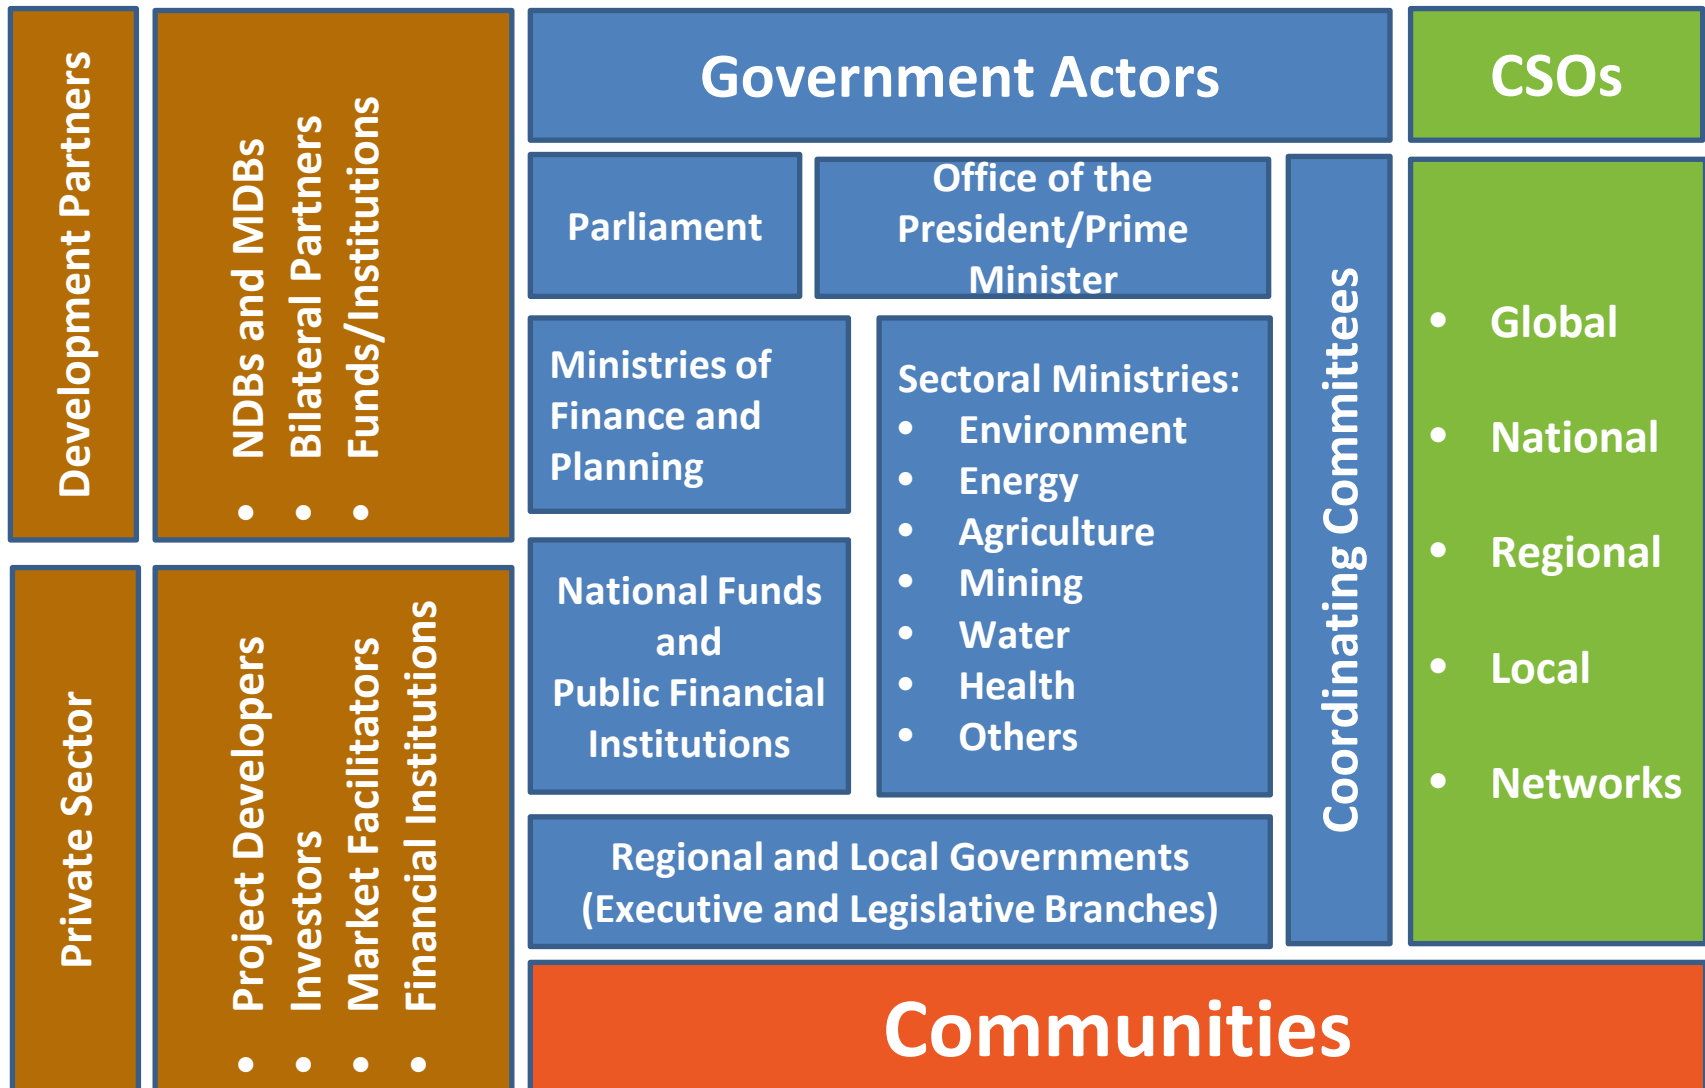 Development Partners
• NDBs and MDBs
• Bilateral Partners
• Funds/Institutions
Private Sector
• Project Developers
• Investors
• Market Facilitators
• Financial Institutions
Government Actors
Parliament
Office of the
President/Prime
Minister
Ministries of
Finance and
Planning
National Funds
and
Public Financial
Institutions
Sectoral Ministries:
• Environment
• Energy
• Agriculture
• Mining
• Water
• Health
• Others
Regional and Local Governments
(Executive and Legislative Branches)
Coordinating Committees
CSOs
• Global
• National
• Regional
• Local
• Networks
Communities